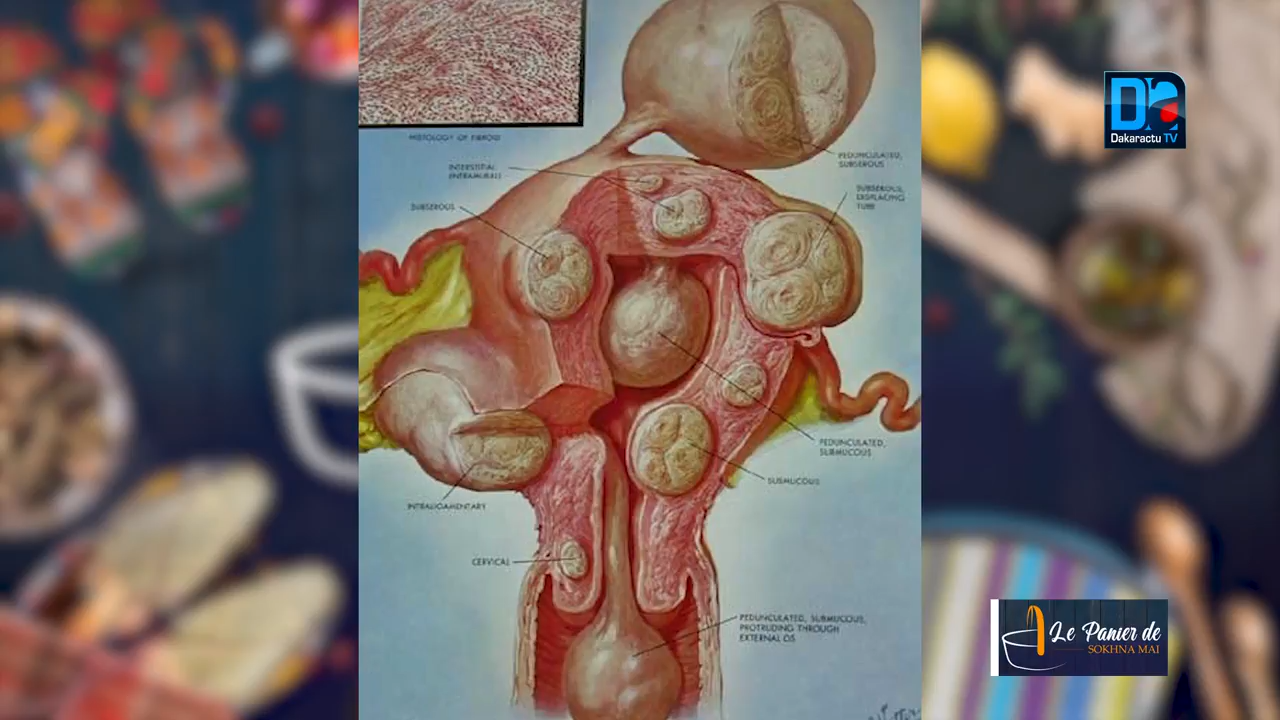 HISTOLOGY OF FIBROID
PEDUNCULATED,
SUBSEROUS
INTERSTITIAL
(INTRAMURAL)
SUBSEROUS,
DISPLACING
TUBE
SUBSEROUS
PEDUNCULATED,
SUBMUCOUS
SUBMUCOUS
INTRALIGAMENTARY
CERVICAL
PEDUNCULATED, SUBMUCOUS,
PROTRUDING THROUGH
EXTERNAL OS
Dakaractu TV
Le Panier de
SOKHNA MAI